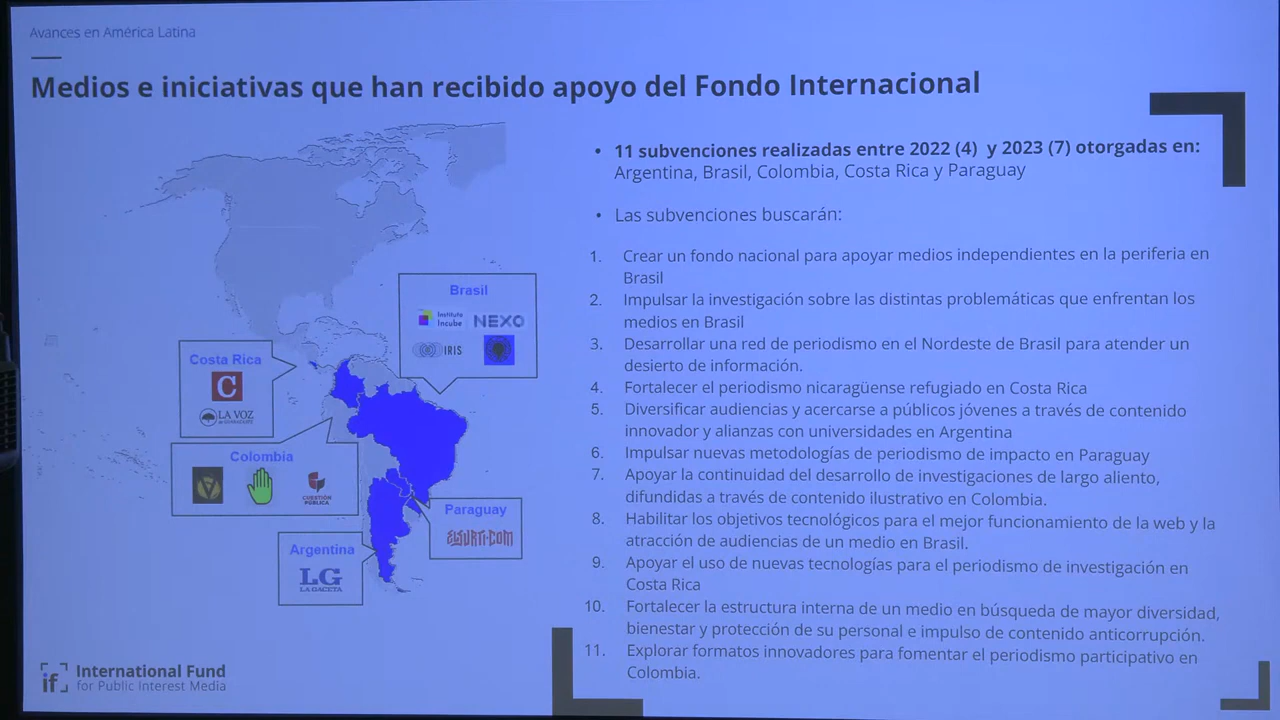 Avances en América Latina
Medios e iniciativas que han recibido apoyo del Fondo Internacional
• 11 subvenciones realizadas entre 2022 (4) y 2023 (7) otorgadas en:
Argentina, Brasil, Colombia, Costa Rica y Paraguay
• Las subvenciones buscarán:
1. Crear un fondo nacional para apoyar medios independientes en la periferia en
Brasil
2. Impulsar la investigación sobre las distintas problemáticas que enfrentan los
medios en Brasil
3. Desarrollar una red de periodismo en el Nordeste de Brasil para atender un
desierto de información.
4. Fortalecer el periodismo nicaragüense refugiado en Costa Rica
5. Diversificar audiencias y acercarse a públicos jóvenes a través de contenido
innovador y alianzas con universidades en Argentina
6. Impulsar nuevas metodologías de periodismo de impacto en Paraguay
7. Apoyar la continuidad del desarrollo de investigaciones de largo aliento,
difundidas a través de contenido ilustrativo en Colombia.
8. Habilitar los objetivos tecnológicos para el mejor funcionamiento de la web y la
atracción de audiencias de un medio en Brasil.
9. Apoyar el uso de nuevas tecnologías para el periodismo de investigación en
Costa Rica
10. Fortalecer la estructura interna de un medio en búsqueda de mayor diversidad,
bienestar y protección de su personal e impulso de contenido anticorrupción.
11. Explorar formatos innovadores para fomentar el periodismo participativo en
Colombia.
Brasil
Instituto
Incube
NEXO
IRIS
Costa Rica
C
LA VOZ
de GUANACASTE
Colombia
CUESTIÓN
PÚBLICA
Paraguay
ELSURTI.COM
Argentina
LG
LA GACETA
if
International Fund
for Public Interest Media